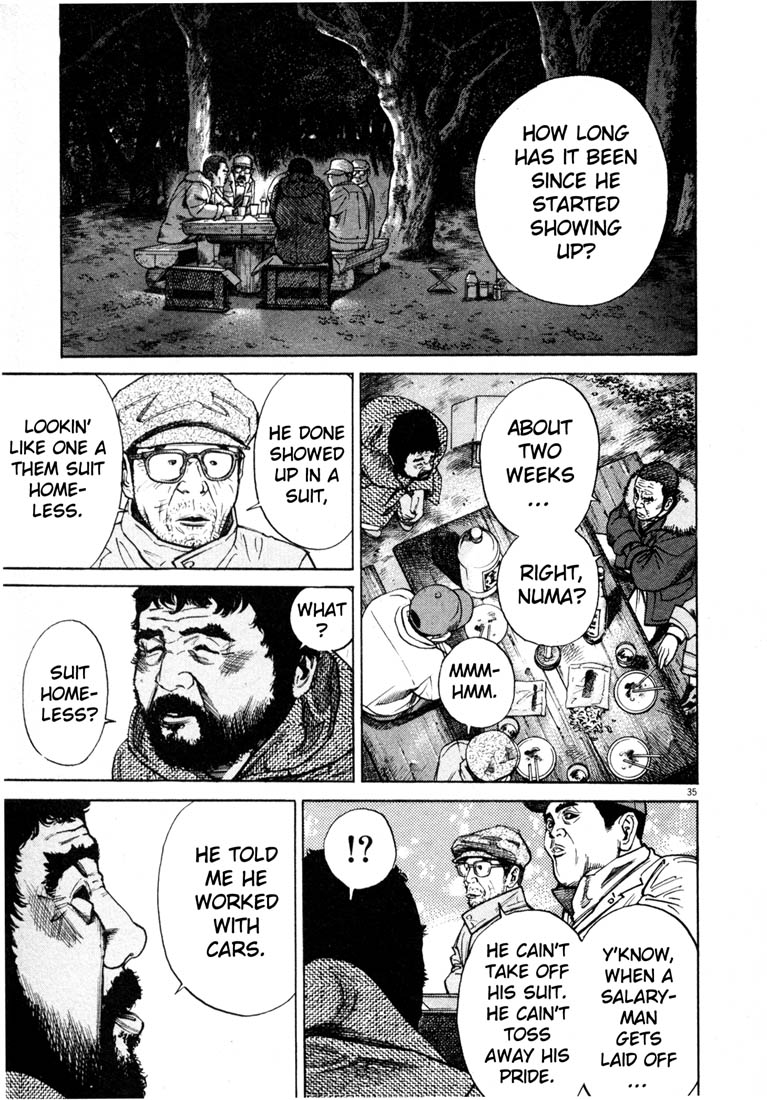 HOW LONG
HAS IT BEEN
SINCE HE
STARTED
SHOWING
UP?
ABOUT
TWO
WEEKS
...
RIGHT,
NUMA?
MMM-
HMM.
HE DONE
SHOWED
UP IN A
SUIT,
LOOKIN'
LIKE ONE A
THEM SUIT
HOME-
LESS.
WHAT
?
SUIT
HOME-
LESS?
35
Y'KNOW,
WHEN A
SALARY-
MAN
GETS
LAID OFF
...
HE CAIN'T
TAKE OFF
HIS SUIT.
HE CAIN'T
TOSS
AWAY HIS
PRIDE.
!?
HE TOLD
ME HE
WORKED
WITH
CARS.